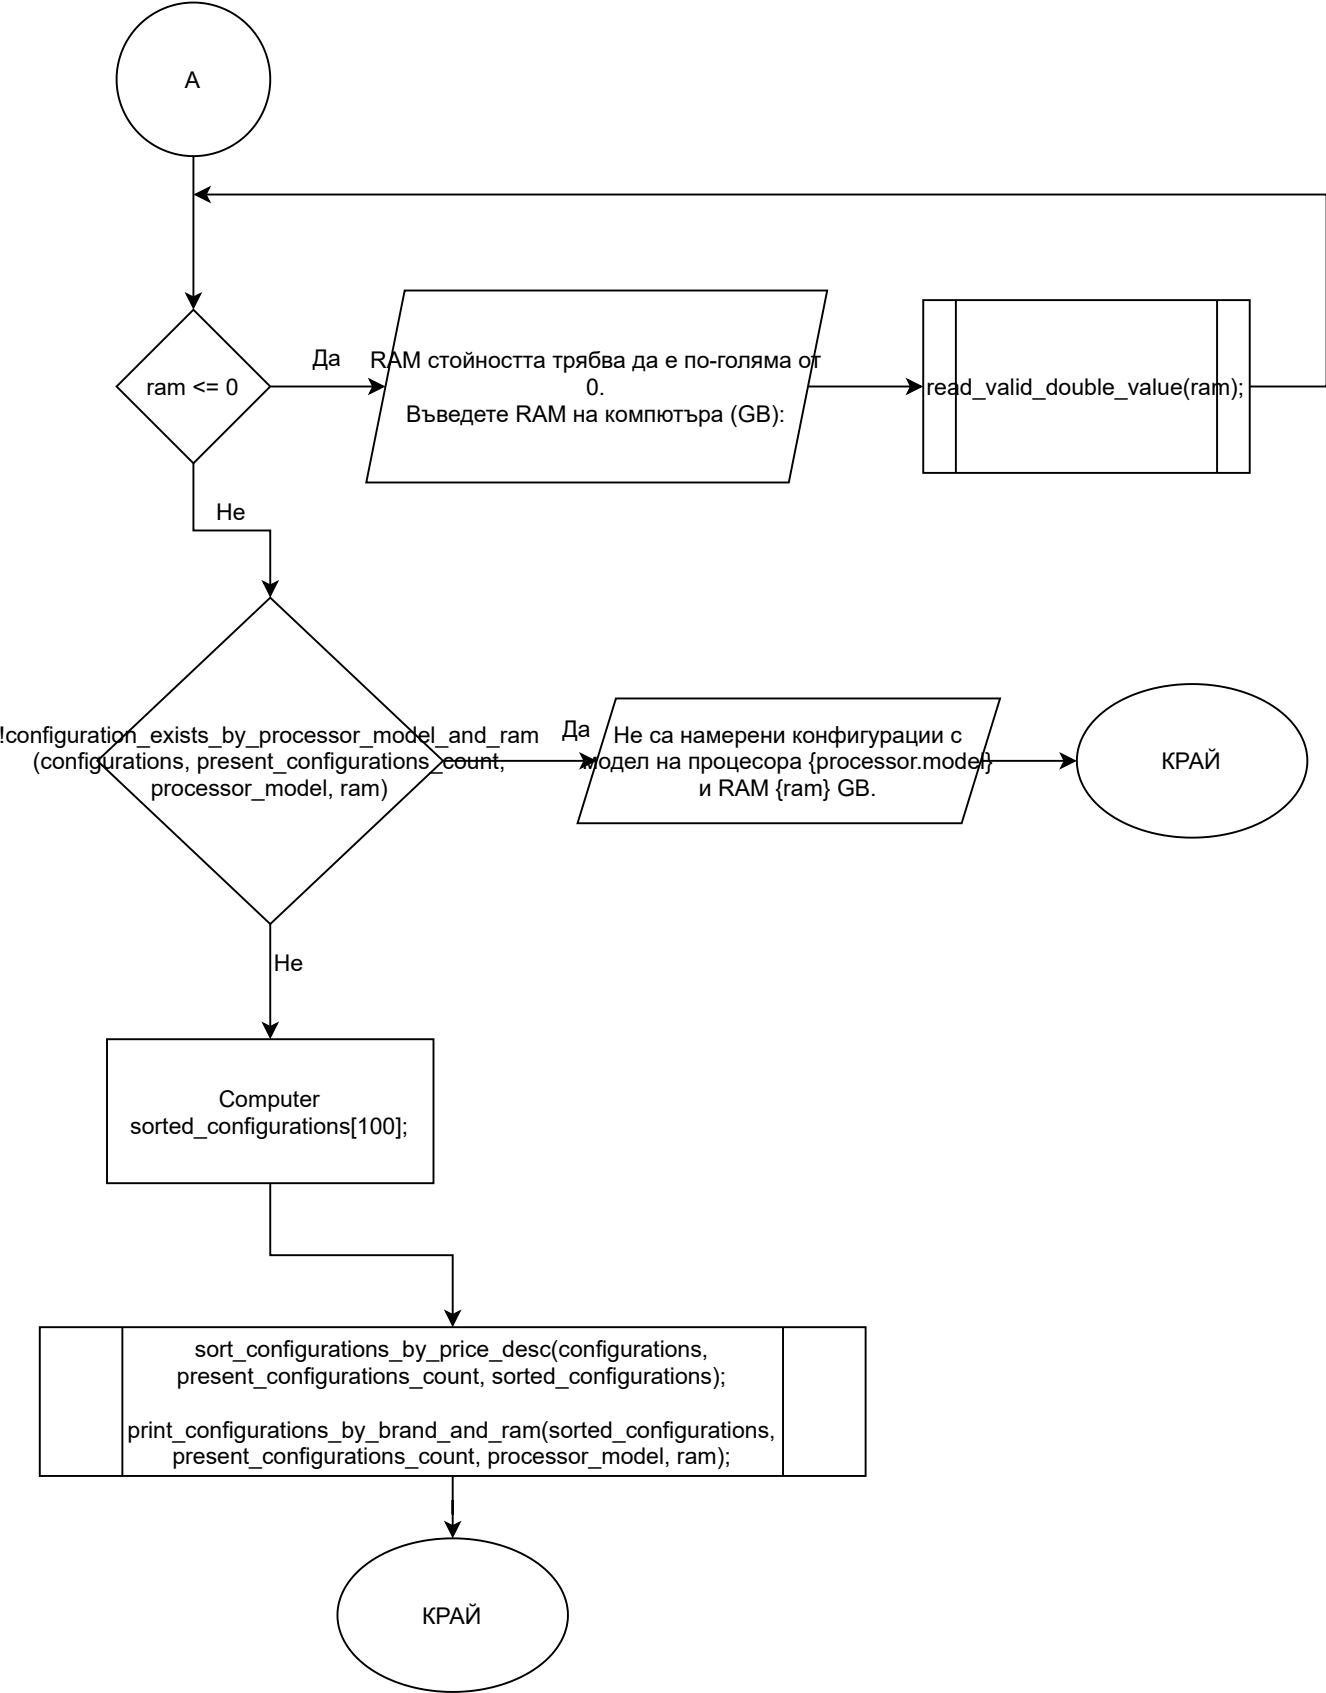 A
Да
RAM стойността трябва да е по-голяма от
0.
Въведете RAM на компютъра (GB):
ram <= 0
read_valid_double_value(ram);
Не
!configuration_exists_by_processor_model_and_ram
(configurations, present_configurations_count,
processor_model, ram)
Да
Не са намерени конфигурации с
модел на процесора {processor.model}
и RAM {ram} GB.
КРАЙ
Не
Computer
sorted_configurations[100];
sort_configurations_by_price_desc(configurations,
present_configurations_count, sorted_configurations);
print_configurations_by_brand_and_ram(sorted_configurations,
present_configurations_count, processor_model, ram);
КРАЙ